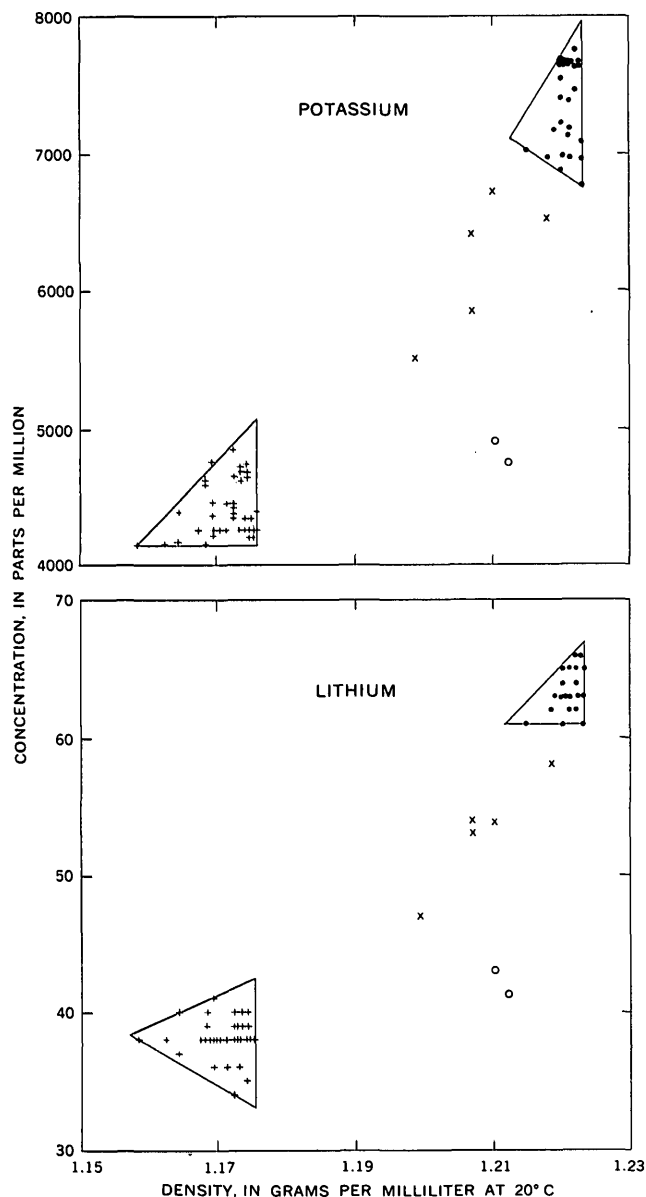 8000
POTASSIUM
7000
6000
5000
4000
CONCENTRATION, IN PARTS PER MILLION
70
LITHIUM
60
50
40
30
1.15 1.17 1.19 1.21 1.23
DENSITY, IN GRAMS PER MILLILITER AT 20° C